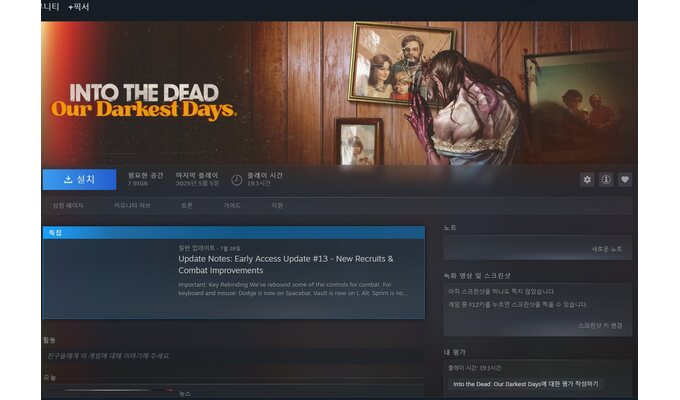 뮤니티 +픽서
INTO THE DEAD
Our Darkest Days
설치
필요한 공간
7.91GB
마지막 플레이
2025년 5월 5일
플레이 시간
19.1시간
상점 페이지
커뮤니티 허브
토론
가이드
지원
특집
일반 업데이트 - 7월 28일
Update Notes: Early Access Update #13 - New Recruits &
Combat Improvements
Important: Key Rebinding We've rebound some of the controls for combat. For
keyboard and mouse: Dodge is now on Spacebar. Vault is now on L Alt. Sprint is no...
노트
새로운 노트
녹화 영상 및 스크린샷
아직 스크린샷을 하나도 찍지 않았습니다.
게임 중 F12키를 누르면 스크린샷을 찍을 수 있습니다.
스크린샷 키 변경
활동
친구들에게 이 게임에 대해 이야기해 주세요.
오늘
뉴스
내 평가
플레이 시간: 19.1시간
Into the Dead: Our Darkest Days에 대한 평가 작성하기